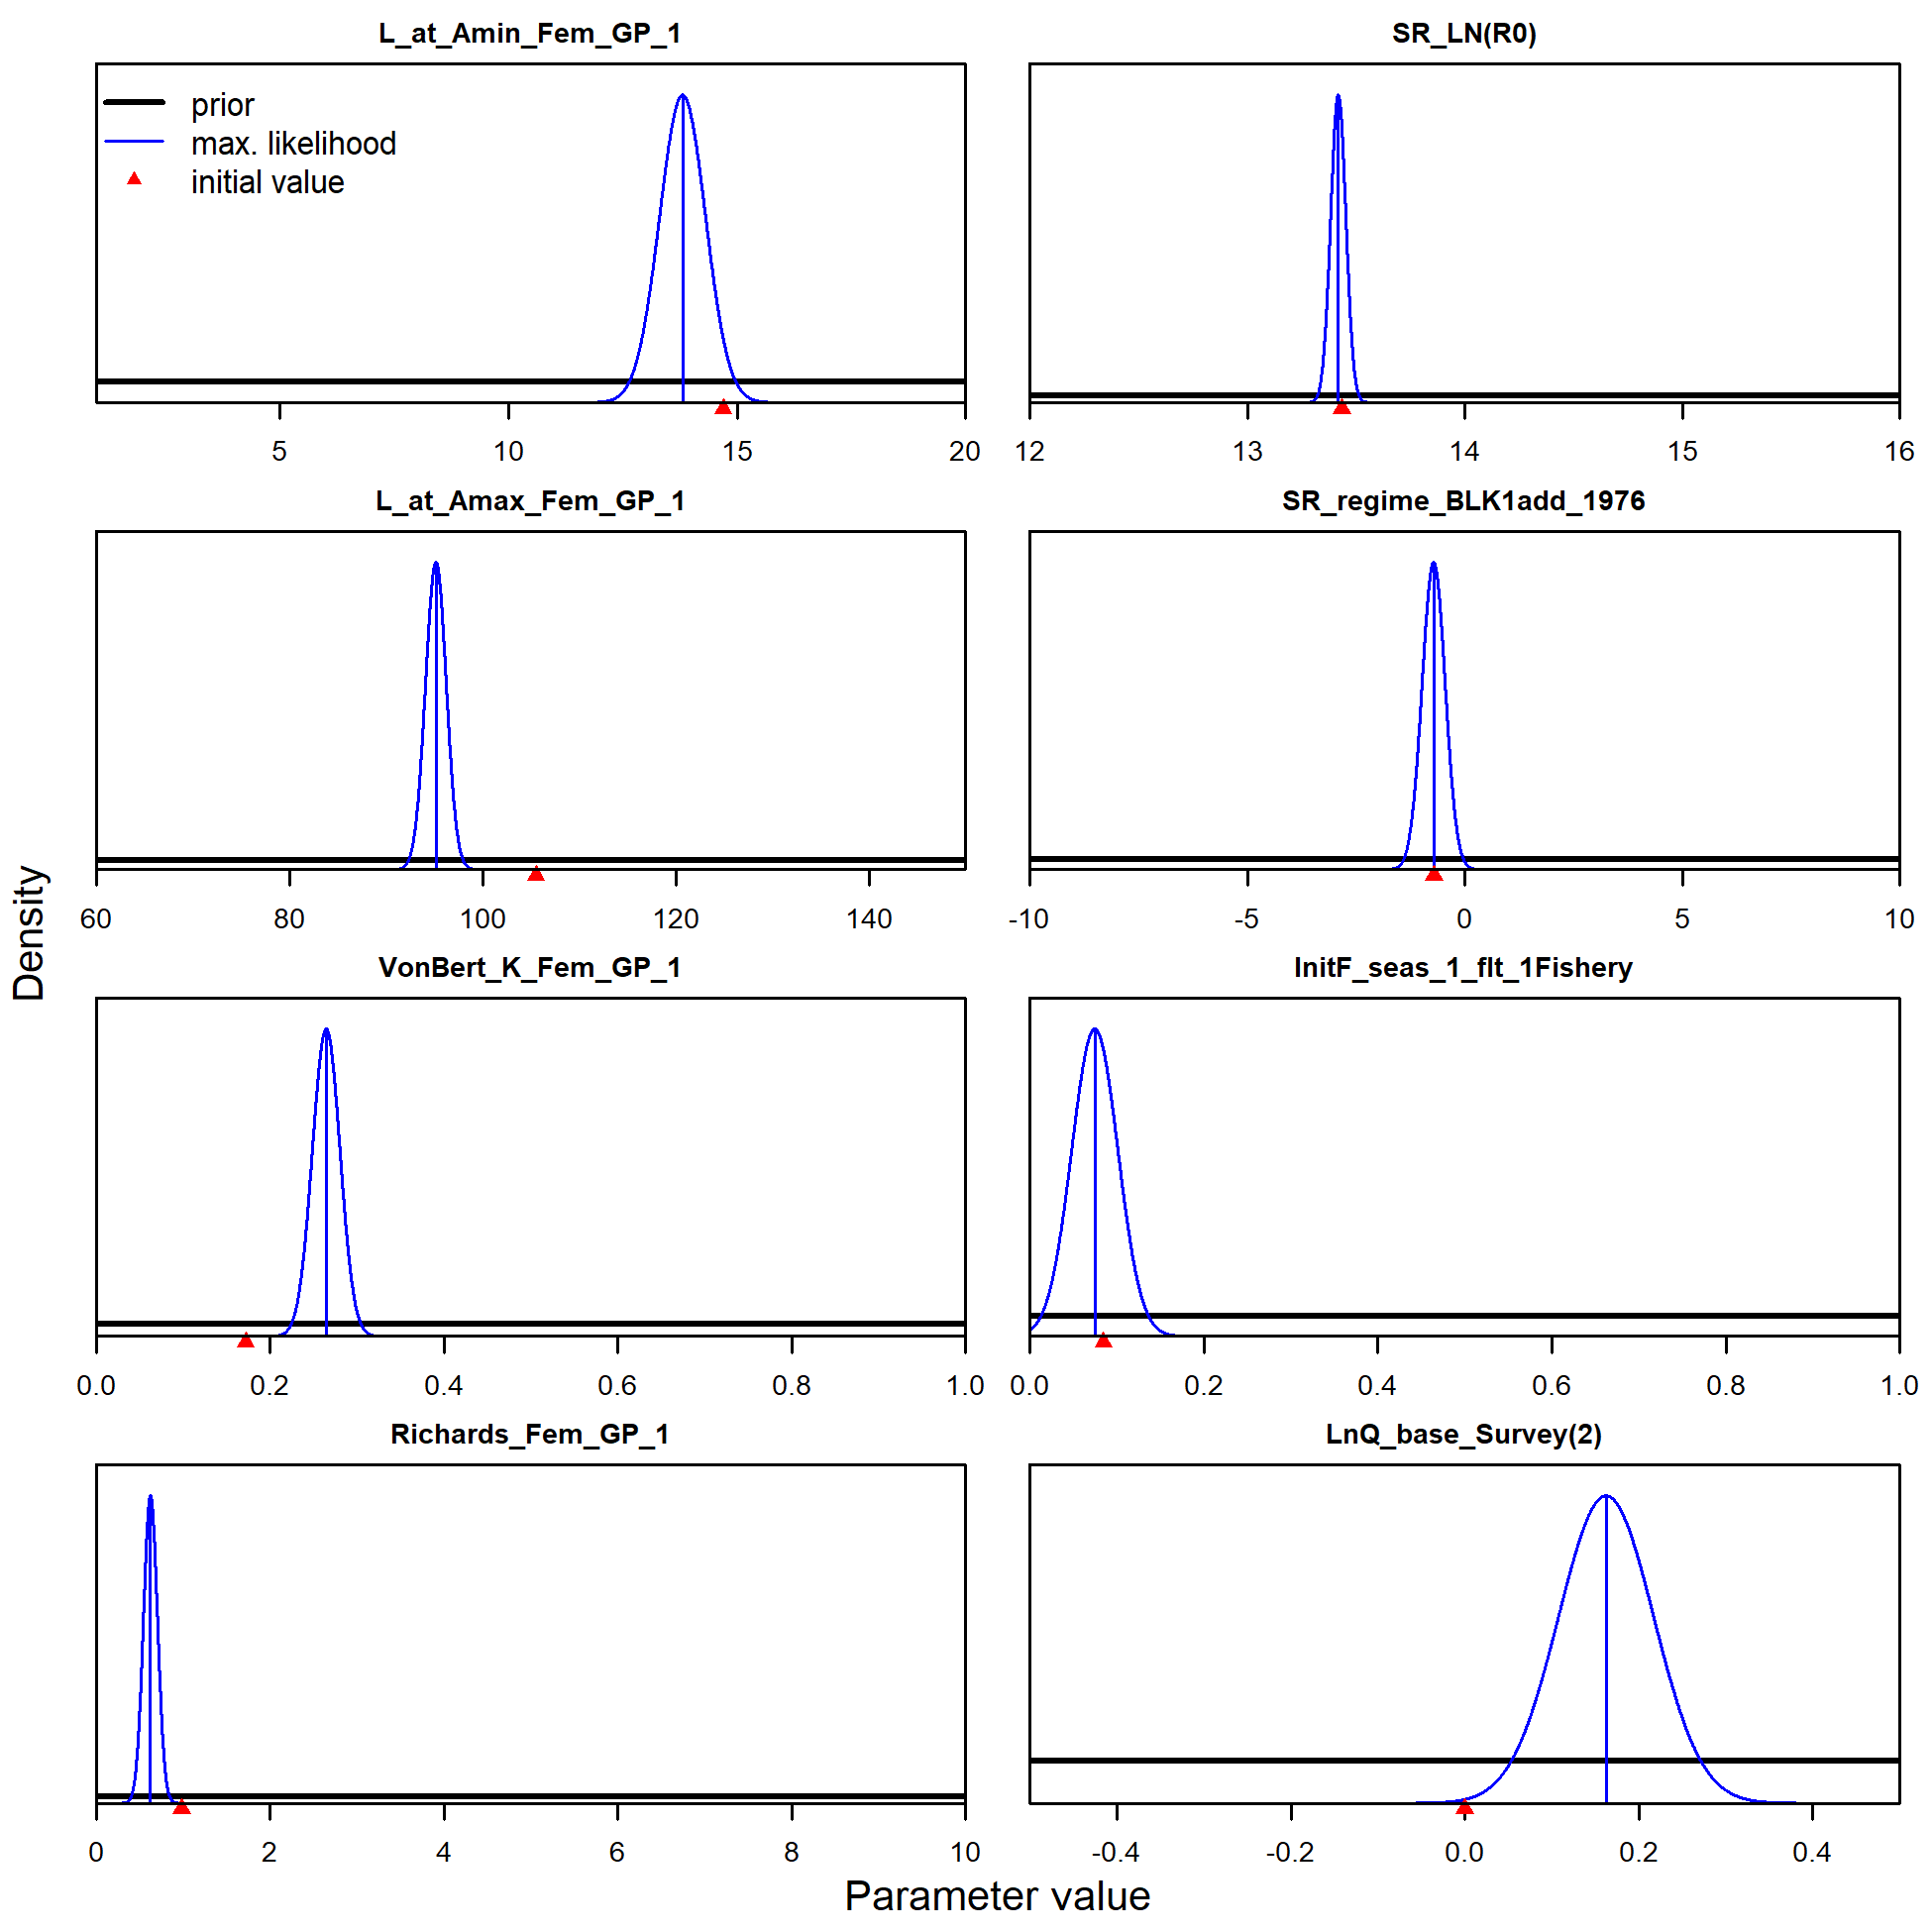 L_at_Amin_Fem_GP_1
prior
max. likelihood
initial value
5 10 15 20
SR_LN(R0)
12 13 14 15 16
L_at_Amax_Fem_GP_1
60 80 100 120 140
SR_regime_BLK1add_1976
-10 -5 0 5 10
VonBert_K_Fem_GP_1
0.0 0.2 0.4 0.6 0.8 1.0
InitF_seas_1_flt_1Fishery
0.0 0.2 0.4 0.6 0.8 1.0
Richards_Fem_GP_1
0 2 4 6 8 10
LnQ_base_Survey(2)
-0.4 -0.2 0.0 0.2 0.4
Density
Parameter value